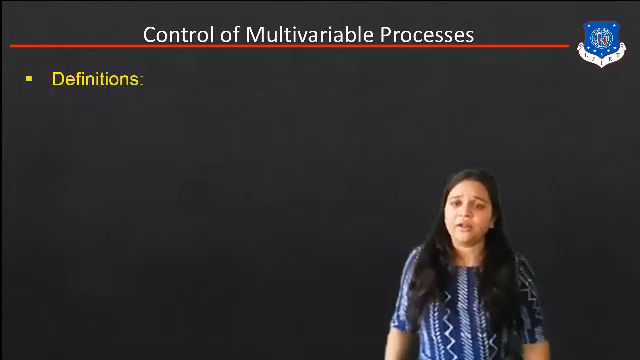 Control of Multivariable Processes
▪ Definitions: